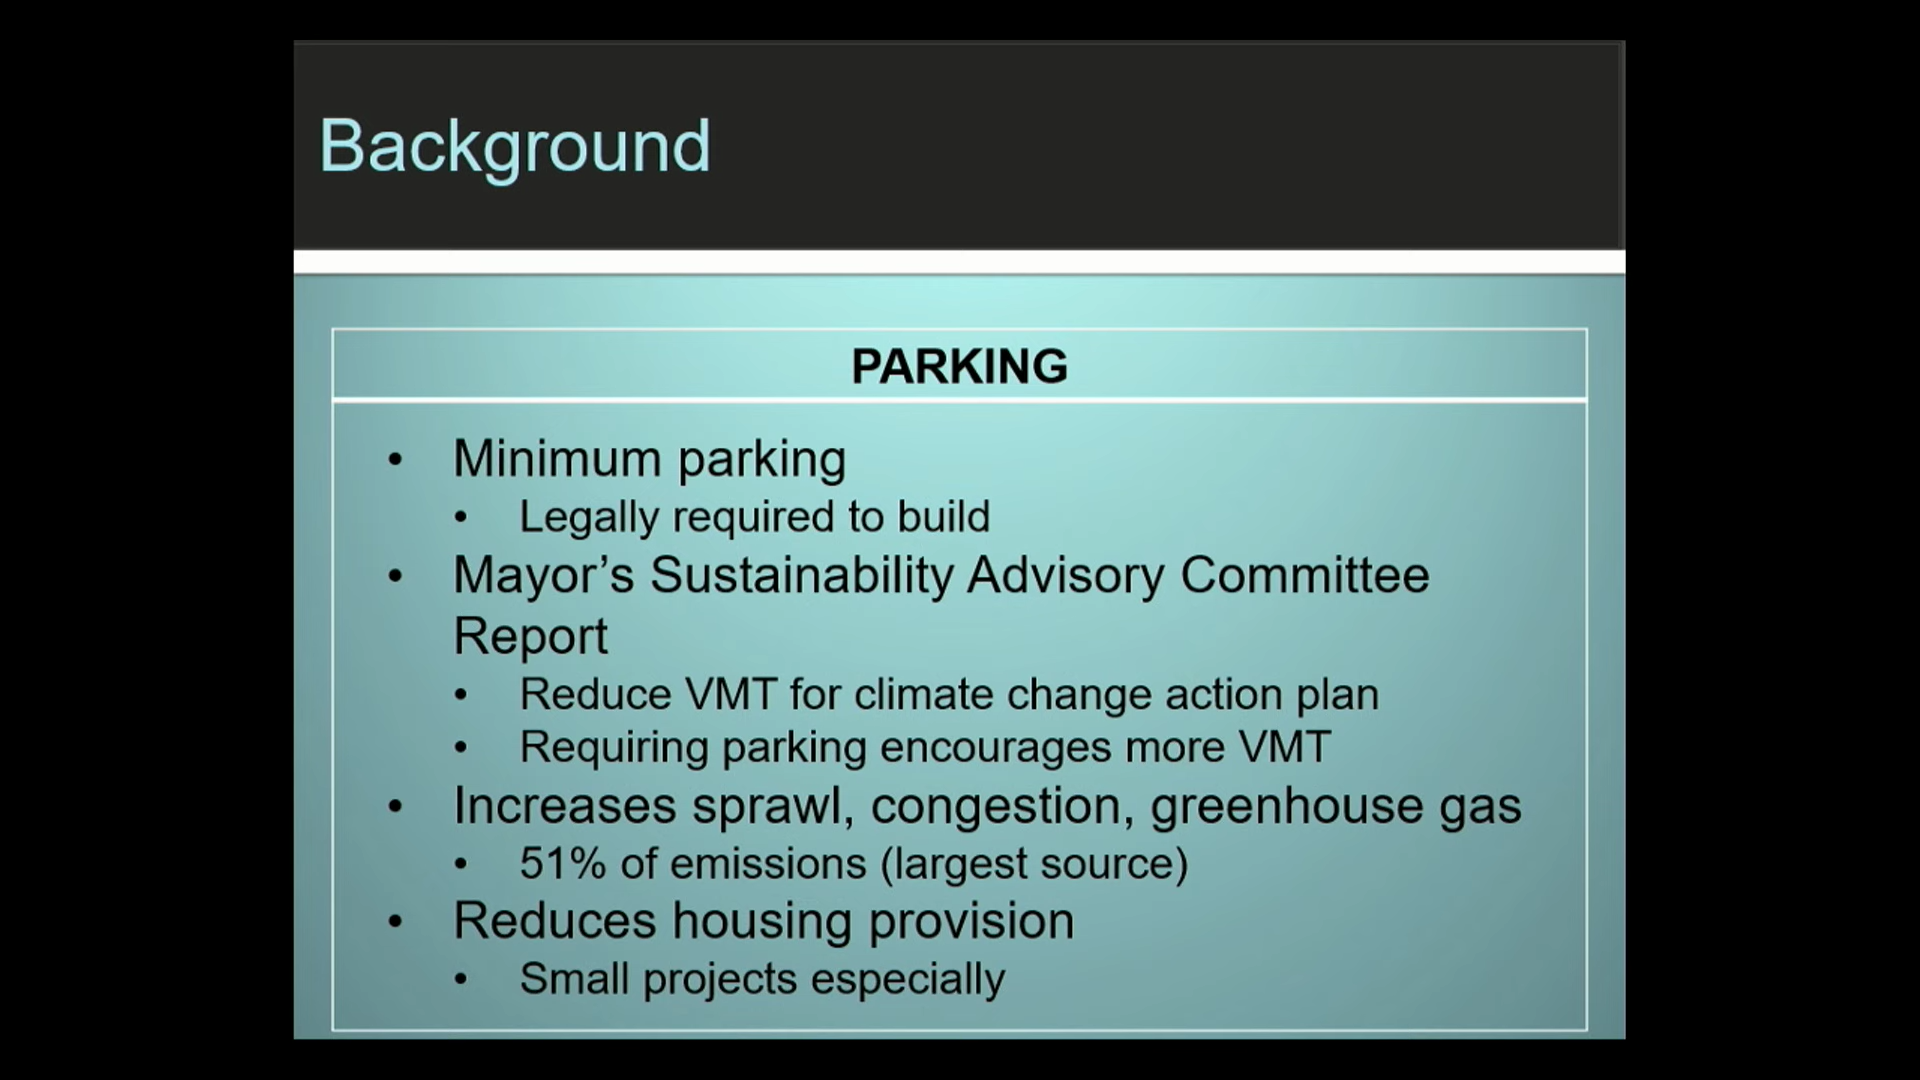 Background
PARKING
• Minimum parking
• Legally required to build
• Mayor’s Sustainability Advisory Committee
Report
• Reduce VMT for climate change action plan
• Requiring parking encourages more VMT
• Increases sprawl, congestion, greenhouse gas
• 51% of emissions (largest source)
• Reduces housing provision
• Small projects especially